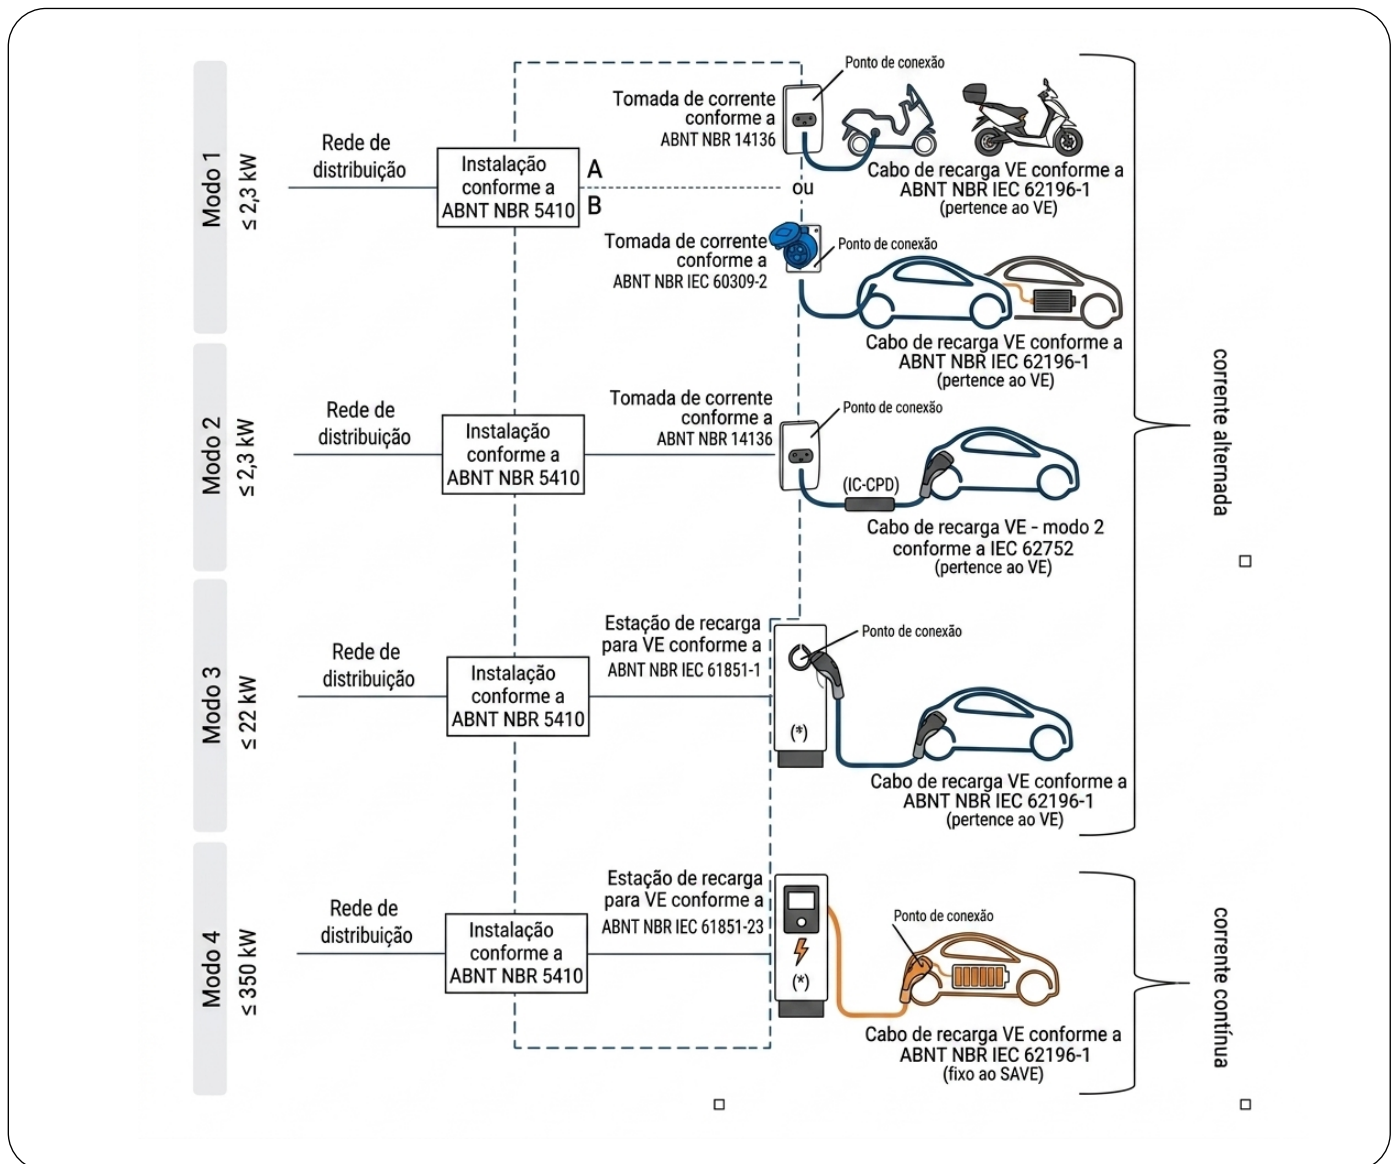 Modo 1
≤ 2,3 kW
Rede de
distribuição
Instalação
conforme a
ABNT NBR 5410
A
B
Tomada de corrente
conforme a
ABNT NBR 14136
Ponto de conexão
Cabo de recarga VE conforme a
ABNT NBR IEC 62196-1
(pertence ao VE)
ou
Tomada de corrente
conforme a
ABNT NBR IEC 60309-2
Ponto de conexão
Cabo de recarga VE conforme a
ABNT NBR IEC 62196-1
(pertence ao VE)
Modo 2
≤ 2,3 kW
Rede de
distribuição
Instalação
conforme a
ABNT NBR 5410
Tomada de corrente
conforme a
ABNT NBR 14136
Ponto de conexão
(IC-CPD)
Cabo de recarga VE - modo 2
conforme a IEC 62752
(pertence ao VE)
Modo 3
≤ 22 kW
Rede de
distribuição
Instalação
conforme a
ABNT NBR 5410
Estação de recarga
para VE conforme a
ABNT NBR IEC 61851-1
Ponto de conexão
(*)
Cabo de recarga VE conforme a
ABNT NBR IEC 62196-1
(pertence ao VE)
corrente alternada
Modo 4
≤ 350 kW
Rede de
distribuição
Instalação
conforme a
ABNT NBR 5410
Estação de recarga
para VE conforme a
ABNT NBR IEC 61851-23
(*)
Ponto de conexão
Cabo de recarga VE conforme a
ABNT NBR IEC 62196-1
(fixo ao SAVE)
corrente contínua